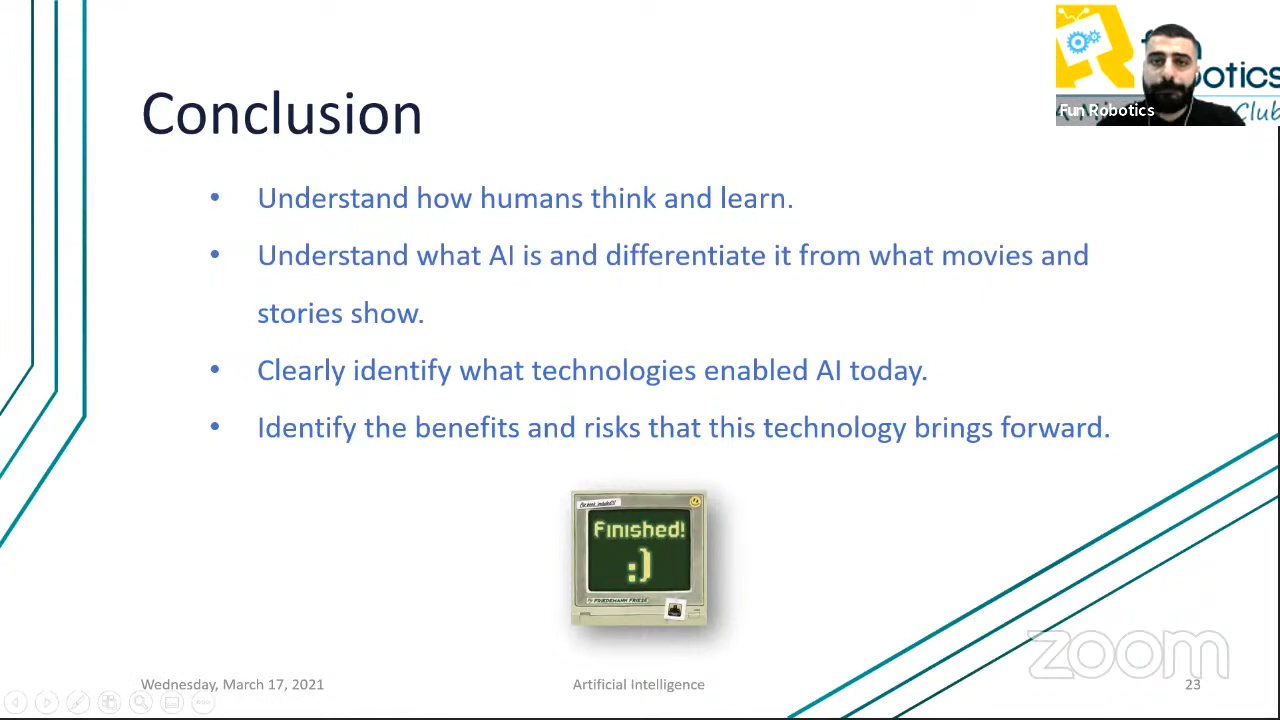 otics
Club
Fun Robotics
Conclusion
• Understand how humans think and learn.
• Understand what AI is and differentiate it from what movies and
stories show.
• Clearly identify what technologies enabled AI today.
• Identify the benefits and risks that this technology brings forward.
Finished!
:)
FRIEDEMANN FRIESE
zoom
Wednesday, March 17, 2021
Artificial Intelligence
23